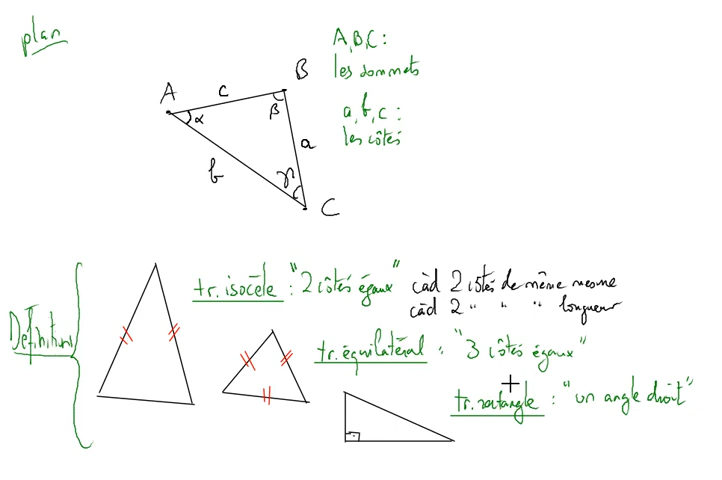 plan
A,B,C :
les sommets
a,b,c :
les côtés
A
c
B
α
β
a
b
γ
C
Définitions
tr. isocèle : "2 côtés égaux" càd 2 côtés de même mesure
càd 2 " " " longueur
tr. équilatéral : "3 côtés égaux"
tr. rectangle : "un angle droit"